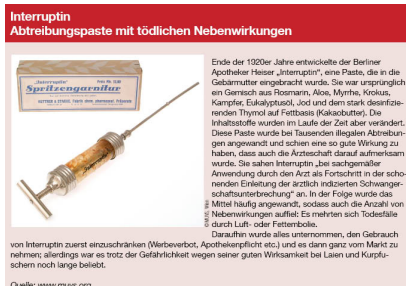 Interruptin
Abtreibungspaste mit tödlichen Nebenwirkungen
„Interruptin"
Spritzengarnitur
Ende der 1920er Jahre entwickelte der Berliner
Apotheker Heiser „Interruptin", eine Paste, die in die
Gebärmutter eingebracht wurde. Sie war ursprünglich
ein Gemisch aus Rosmarin, Aloe, Myrrhe, Krokus,
Kampfer, Eukalyptusöl, Jod und dem stark desinfizie-
renden Thymol auf Fettbasis (Kakaobutter). Die
Inhaltsstoffe wurden im Laufe der Zeit aber verändert.
Diese Paste wurde bei Tausenden illegalen Abtreibun-
gen angewandt und schien eine so gute Wirkung zu
haben, dass auch die Ärzteschaft darauf aufmerksam
wurde. Sie sahen Interruptin „bei sachgemäßer
Anwendung durch den Arzt als Fortschritt in der scho-
nenden Einleitung der ärztlich indizierten Schwanger-
schaftsunterbrechung" an. In der Folge wurde das
Mittel häufig angewandt, sodass auch die Anzahl von
Nebenwirkungen auffiel: Es mehrten sich Todesfälle
durch Luft- oder Fettembolie.
Daraufhin wurde alles unternommen, den Gebrauch
von Interruptin zuerst einzuschränken (Werbeverbot, Apothekenpflicht etc.) und es dann ganz vom Markt zu
nehmen; allerdings war es trotz der Gefährlichkeit wegen seiner guten Wirksamkeit bei Laien und Kurpfu-
schern noch lange beliebt.
Quelle: www.muvs.org